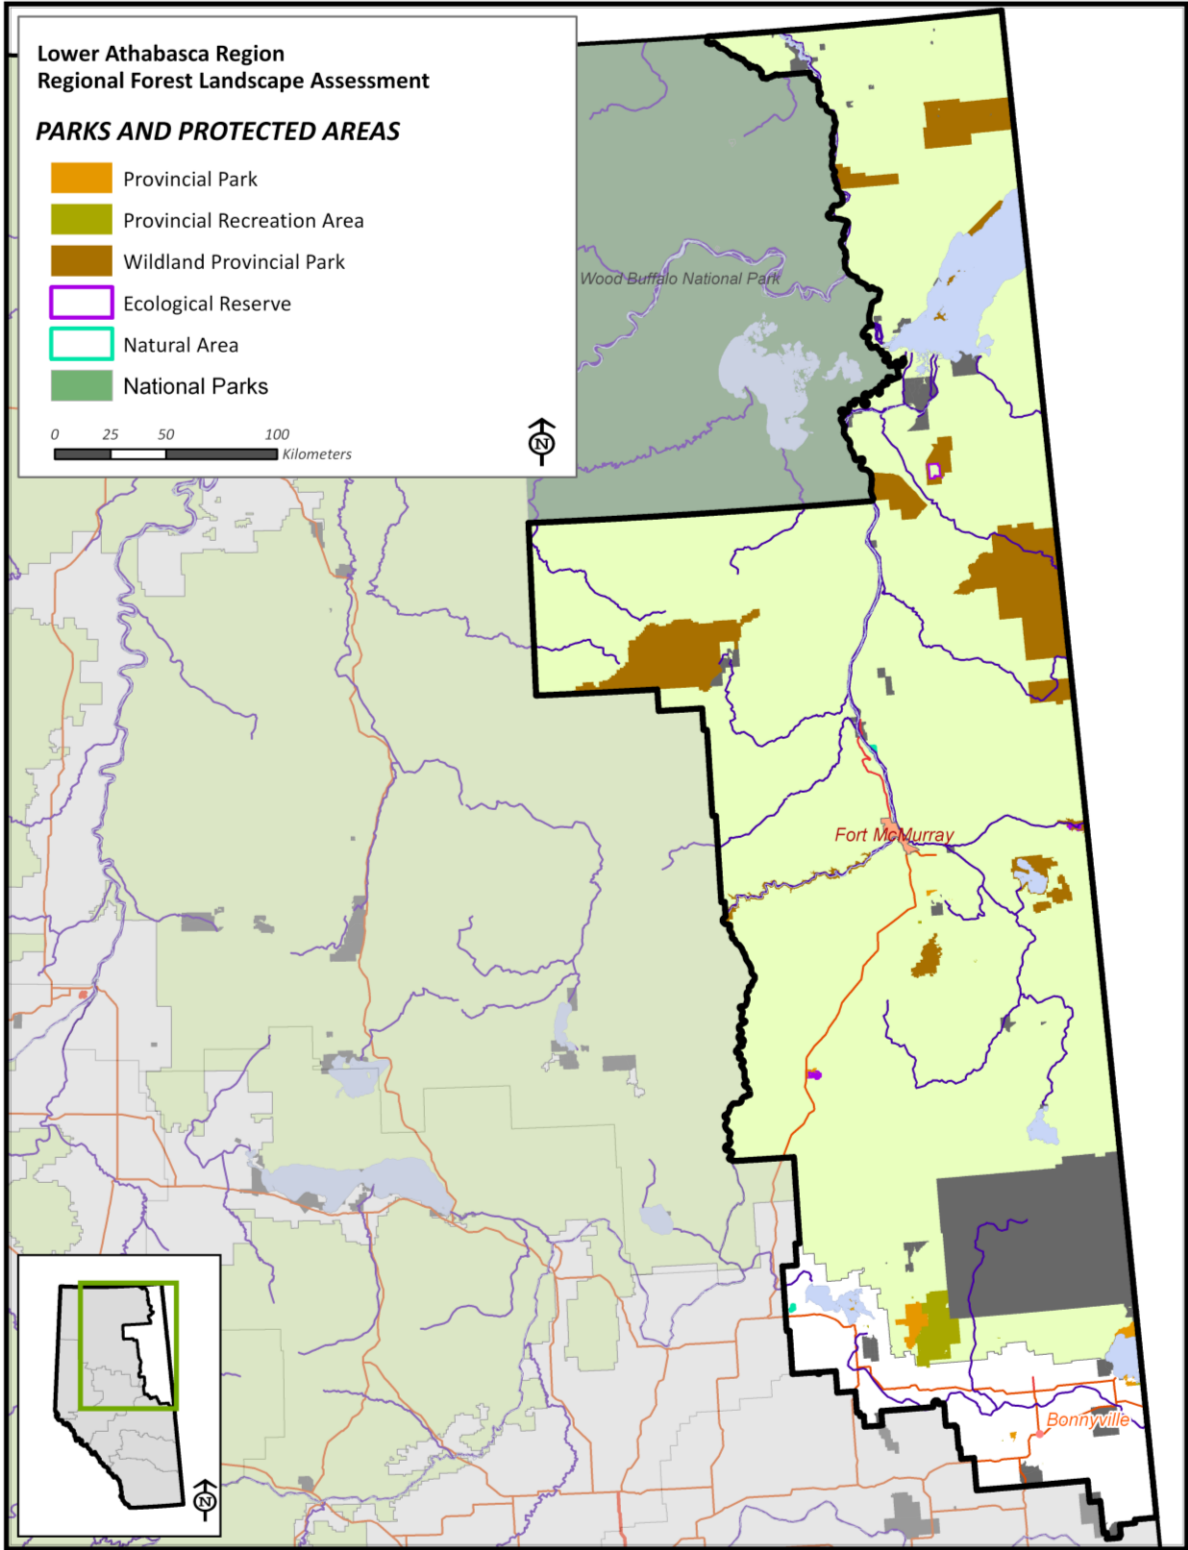 Lower Athabasca Region
Regional Forest Landscape Assessment
PARKS AND PROTECTED AREAS
Provincial Park
Provincial Recreation Area
Wildland Provincial Park
Ecological Reserve
Natural Area
National Parks
0 25 50 100
Kilometers
N
Wood Buffalo National Park
Fort McMurray
Bonnyville
N